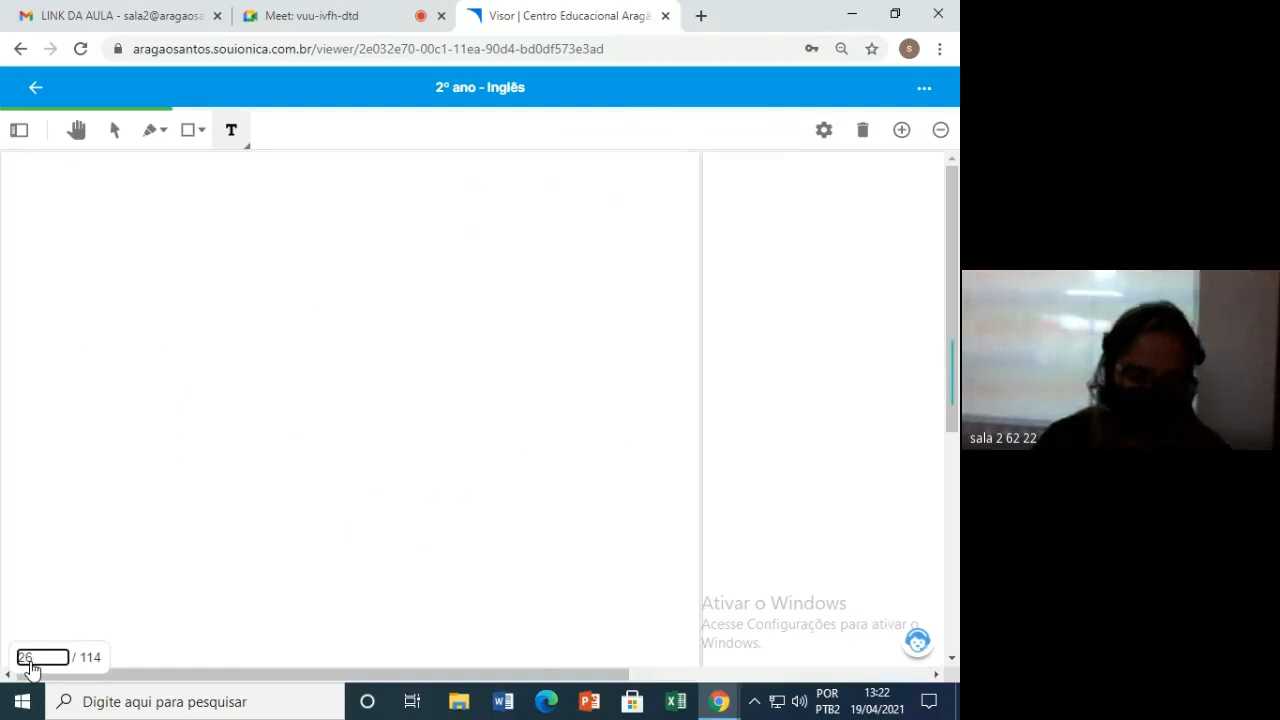 LINK DA AULA - sala2@aragaosa
Meet: vuu-ivfh-dtd
Visor | Centro Educacional Aragã
aragaosantos.souionica.com.br/viewer/2e032e70-00c1-11ea-90d4-bd0df573e3ad
s
2º ano - Inglês
T
sala 2 62 22
Ativar o Windows
Acesse Configurações para ativar o
Windows.
26 / 114
Digite aqui para pesquisar
POR
PTB2
13:22
19/04/2021